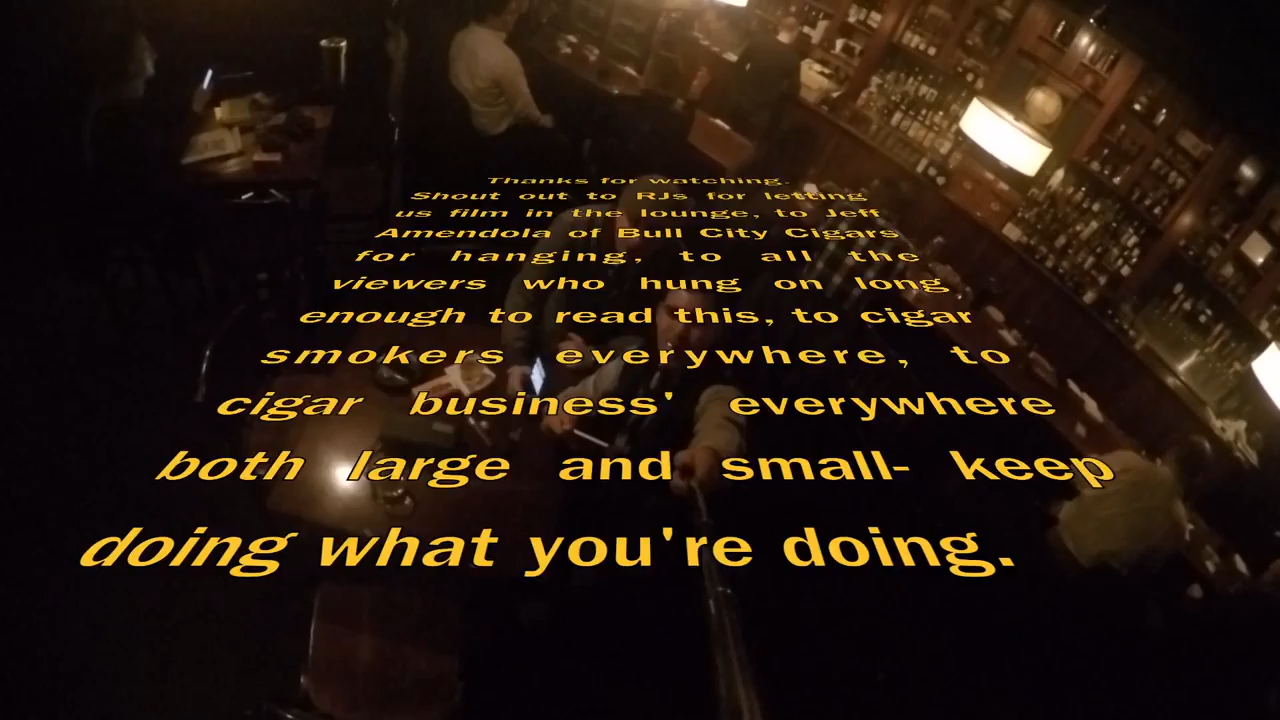 Thanks for watching.
Shout out to RJs for letting
us film in the lounge, to Jeff
Amendola of Bull City Cigars
for hanging, to all the
viewers who hung on long
enough to read this, to cigar
smokers everywhere, to
cigar business' everywhere
both large and small- keep
doing what you're doing.